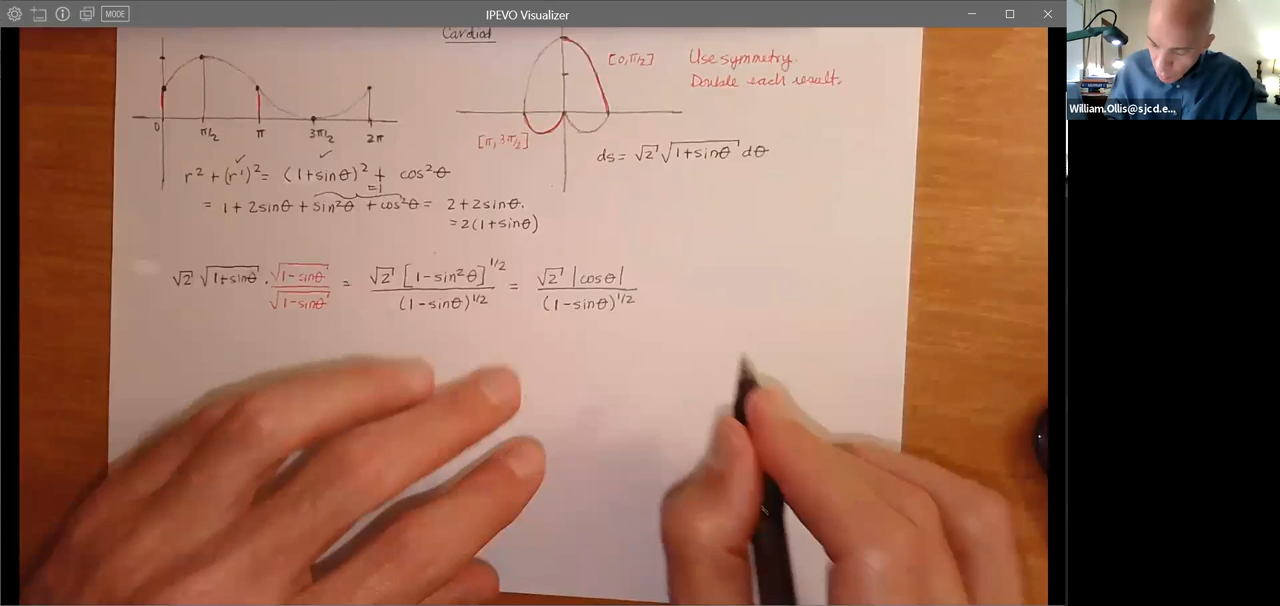 IPEVO Visualizer
MODE
William.Ollis@sjcd.e...
Cardioid
[0, π/2]
Use symmetry.
Double each result.
0 π/2 π 3π/2 2π
[π, 3π/2]
ds = √2 √(1+sinθ) dθ
r² + (r')² = (1+sinθ)² + cos²θ
=1
= 1 + 2sinθ + sin²θ + cos²θ = 2 + 2sinθ.
= 2(1+sinθ)
√2 √(1+sinθ) · √(1-sinθ)/√(1-sinθ) = √2 [1-sin²θ]^1/2 / (1-sinθ)^1/2 = √2 |cosθ| / (1-sinθ)^1/2